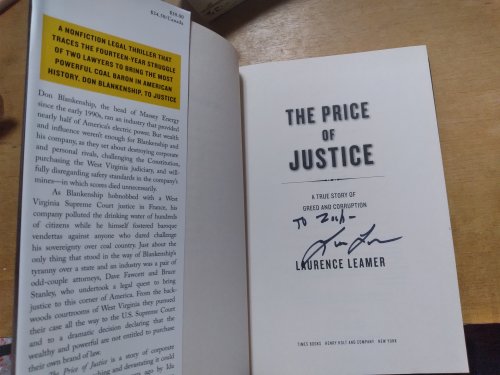 $30.00
A NONFICTION LEGAL THRILLER THAT
TRACES THE FOURTEEN-YEAR STRUGGLE
OF TWO LAWYERS TO BRING THE MOST
POWERFUL COAL BARON IN AMERICAN
HISTORY, DON BLANKENSHIP, TO JUSTICE
Don Blankenship, the head of Massey Energy
since the early 1990s, ran an industry that provided
nearly half of America's electric power. But wealth
and influence weren't enough for Blankenship and
his company, as they set about destroying corporate
and personal rivals, challenging the Constitution,
purchasing the West Virginia judiciary, and will-
fully disregarding safety standards in the company's
mines—in which scores died unnecessarily.
As Blankenship hobnobbed with a West
Virginia Supreme Court justice in France, his
company polluted the drinking water of hundreds
of citizens while he himself fostered baroque
vendettas against anyone who dared challenge
his sovereignty over coal country. Just about the
only thing that stood in the way of Blankenship's
tyranny over a state and an industry was a pair of
odd-couple attorneys, Dave Fawcett and Bruce
Stanley, who undertook a legal quest to bring
justice to this corner of America. From the back-
woods courtrooms of West Virginia they pursued
their case all the way to the U.S. Supreme Court
and to a dramatic decision declaring that the
wealthy and powerful are not entitled to purchase
their own brand of law.
The Price of Justice is a story of corporate
and devastating it could
ago by Ida
THE PRICE
OF
JUSTICE
A TRUE STORY OF
GREED AND CORRUPTION
TO
LAURENCE LEAMER
TIMES BOOKS HENRY HOLT AND COMPANY NEW YORK